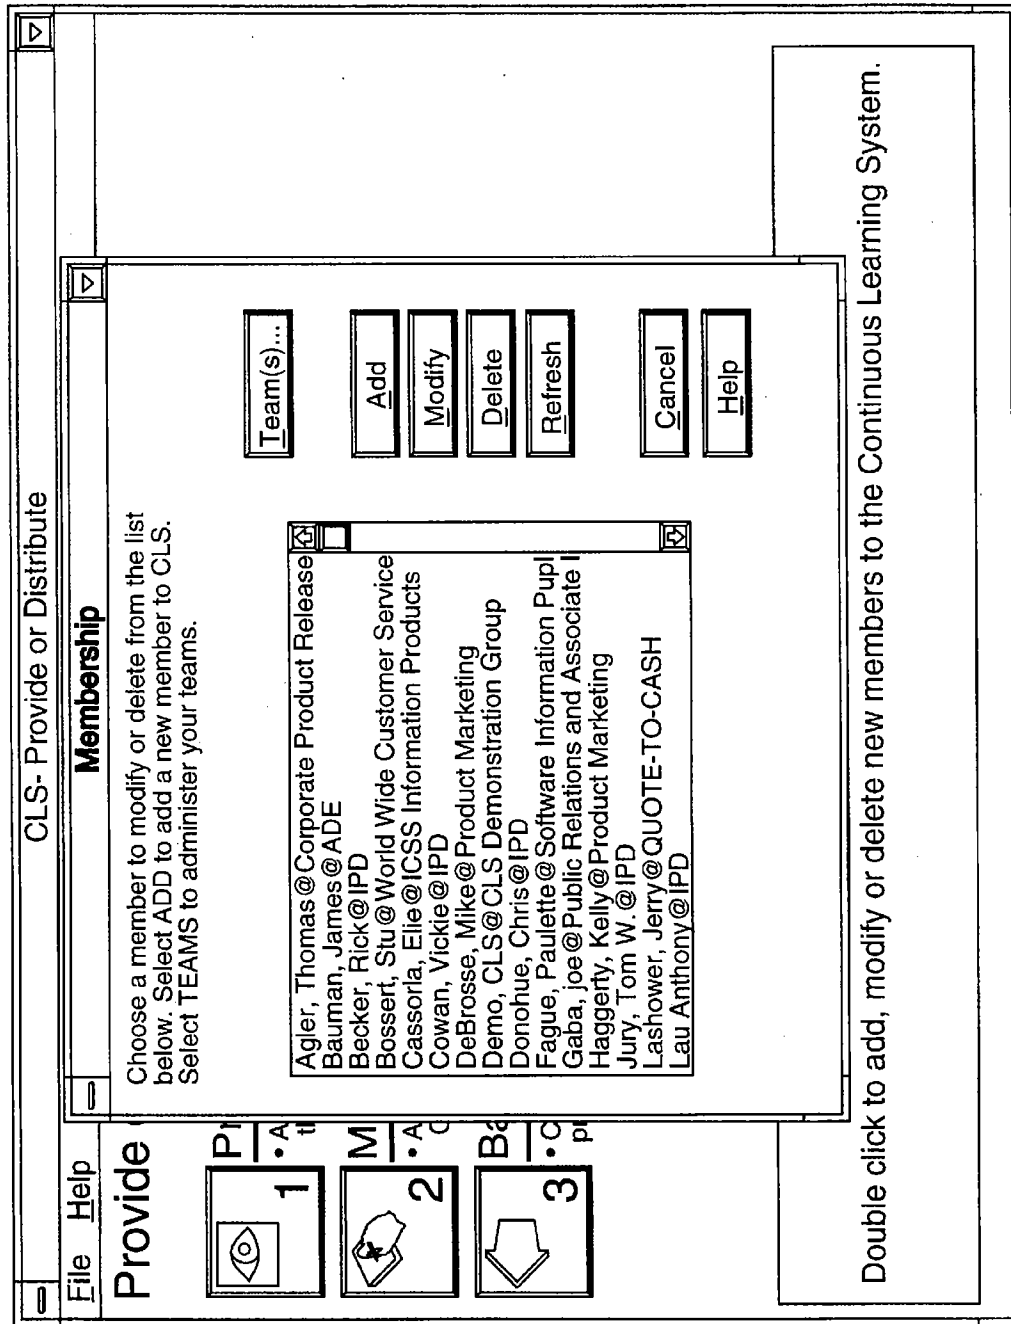 CLS- Provide or Distribute
File Help
Provide
Membership
Choose a member to modify or delete from the list
below. Select ADD to add a new member to CLS.
Select TEAMS to administer your teams.
Agler, Thomas@Corporate Product Release
Bauman, James@ADE
Becker, Rick@IPD
Bossert, Stu@World Wide Customer Service
Cassorla, Elie@ICSS Information Products
Cowan, Vickie@IPD
DeBrosse, Mike@Product Marketing
Demo, CLS@CLS Demonstration Group
Donohue, Chris@IPD
Fague, Paulette@Software Information Pupl
Gaba, joe@Public Relations and Associate
Haggerty, Kelly@Product Marketing
Jury, Tom W.@IPD
Lashower, Jerry@QUOTE-TO-CASH
Lau Anthony@IPD
Team(s)...
Add
Modify
Delete
Refresh
Cancel
Help
1
Pr
• A
2
M
• A
3
Ba
• C
pr
Double click to add, modify or delete new members to the Continuous Learning System.